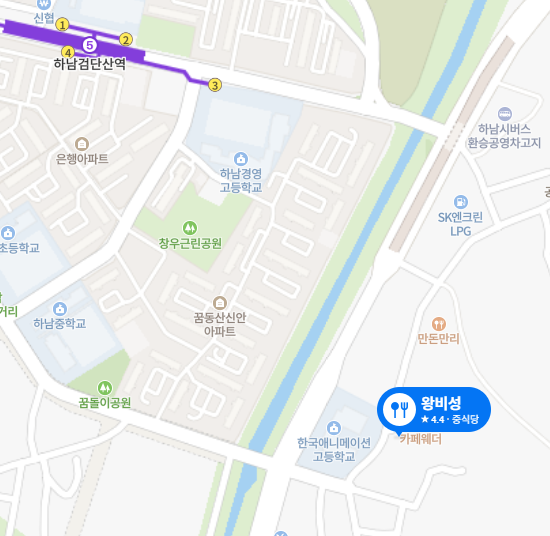 신협
1
2
5
4
3
하남검단산역
은행아파트
하남시버스
환승공영차고지
하남경영
고등학교
SK엔크린
LPG
초등학교
창우근린공원
거리
꿈동산신안
아파트
하남중학교
만돈만리
꿈돌이공원
왕비성
★ 4.4 · 중식당
카페웨더
한국애니메이션
고등학교